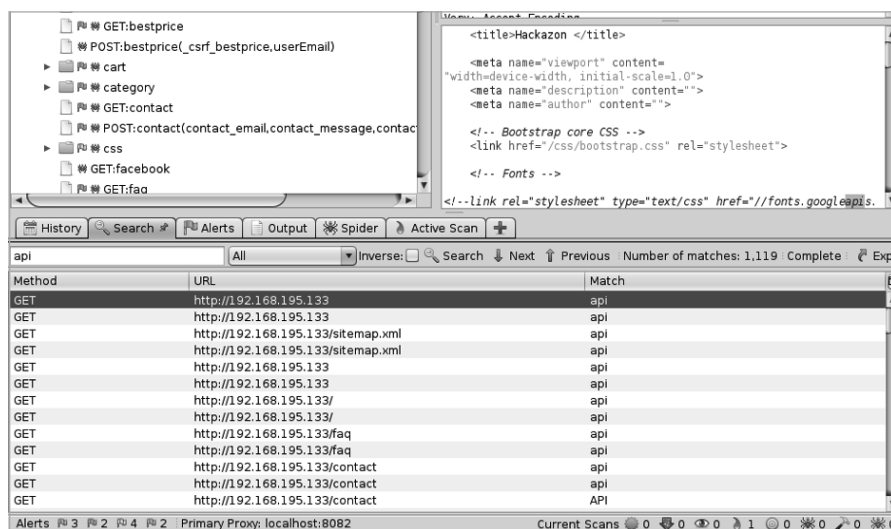 GET:bestprice
POST:bestprice(_csrf_bestprice,userEmail)
cart
category
GET:contact
POST:contact(contact_email,contact_message,contac
css
GET:facebook
GET:faq
Vary: Accept-Encoding
<title>Hackazon </title>
<meta name="viewport" content=
"width=device-width, initial-scale=1.0">
<meta name="description" content="">
<meta name="author" content="">
<!-- Bootstrap core CSS -->
<link href="/css/bootstrap.css" rel="stylesheet">
<!-- Fonts -->
<!--link rel="stylesheet" type="text/css" href="//fonts.googleapis.
History Search Alerts Output Spider Active Scan
api All Inverse: Search Next Previous Number of matches: 1,119 Complete Exp
Method URL Match
GET http://192.168.195.133 api
GET http://192.168.195.133 api
GET http://192.168.195.133/sitemap.xml api
GET http://192.168.195.133/sitemap.xml api
GET http://192.168.195.133 api
GET http://192.168.195.133 api
GET http://192.168.195.133/ api
GET http://192.168.195.133/ api
GET http://192.168.195.133/faq api
GET http://192.168.195.133/faq api
GET http://192.168.195.133/contact api
GET http://192.168.195.133/contact api
GET http://192.168.195.133/contact API
Alerts 3 2 4 2 Primary Proxy: localhost:8082 Current Scans 0 0 0 1 0 0 0